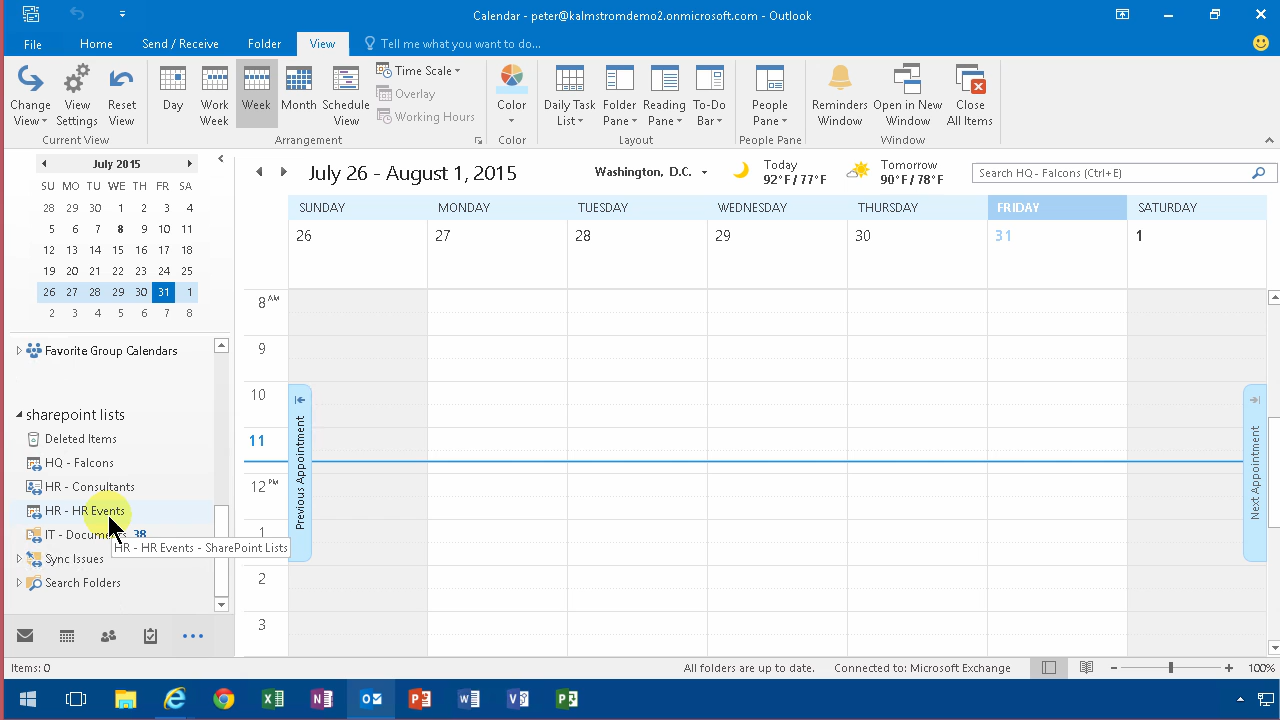 Calendar - peter@kalmstromdemo2.onmicrosoft.com - Outlook
File Home Send / Receive Folder View Tell me what you want to do...
Change View View Settings Reset View
Current View
Day Work Week Week Month Schedule View
Time Scale
Overlay
Working Hours
Arrangement
Color
Color
Daily Task List Folder Pane Reading Pane To-Do Bar
Layout
People Pane
People Pane
Reminders Window Open in New Window Close All Items
Window
July 2015
SU MO TU WE TH FR SA
28 29 30 1 2 3 4
5 6 7 8 9 10 11
12 13 14 15 16 17 18
19 20 21 22 23 24 25
26 27 28 29 30 31 1
2 3 4 5 6 7 8
Favorite Group Calendars
sharepoint lists
Deleted Items
HQ - Falcons
HR - Consultants
HR - HR Events
IT - Docum 38
HR - HR Events - SharePoint Lists
Sync Issues
Search Folders
July 26 - August 1, 2015
Washington, D.C.
Today
92°F / 77°F
Tomorrow
90°F / 78°F
Search HQ - Falcons (Ctrl+E)
SUNDAY MONDAY TUESDAY WEDNESDAY THURSDAY FRIDAY SATURDAY
26 27 28 29 30 31 1
8 AM
9
10
11
12 PM
1
2
3
Previous Appointment
Next Appointment
Items: 0
All folders are up to date. Connected to: Microsoft Exchange 100%